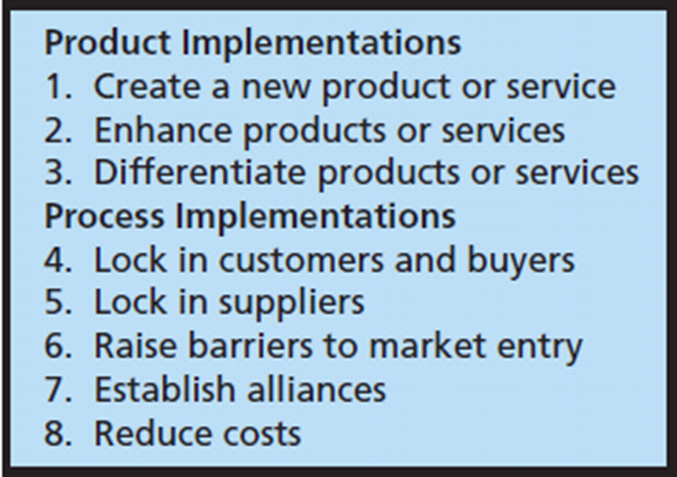 Product Implementations
1. Create a new product or service
2. Enhance products or services
3. Differentiate products or services
Process Implementations
4. Lock in customers and buyers
5. Lock in suppliers
6. Raise barriers to market entry
7. Establish alliances
8. Reduce costs